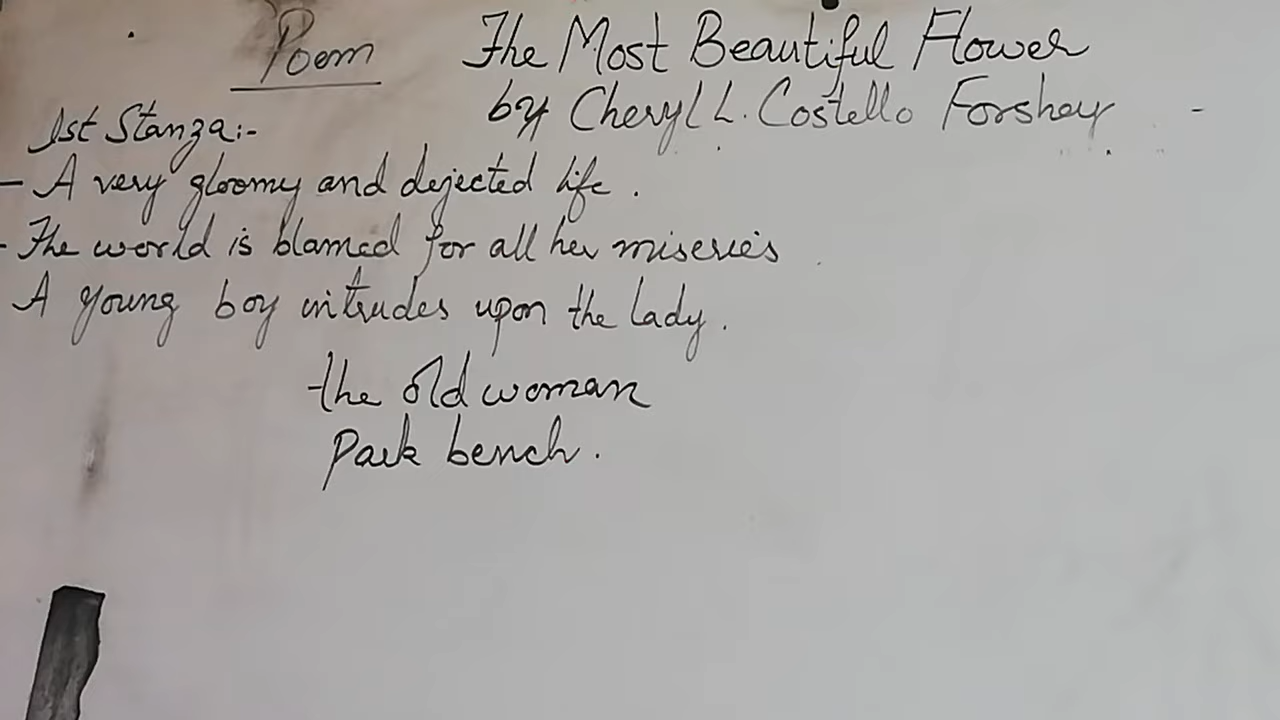 Poem
The Most Beautiful Flower
by Cheryl L. Costello Forshey -
1st Stanza:-
- A very gloomy and dejected life.
- The world is blamed for all her miseries
A young boy intrudes upon the lady.
the old woman
Park bench.